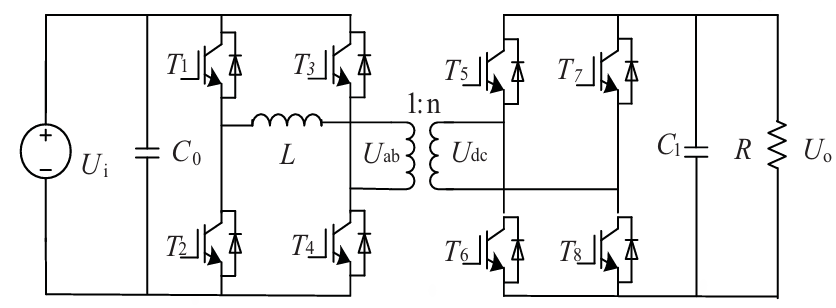 T1
T3
T5
T7
1:n
+
−
Ui
C0
L
Uab
Udc
C1
R
Uo
T2
T4
T6
T8